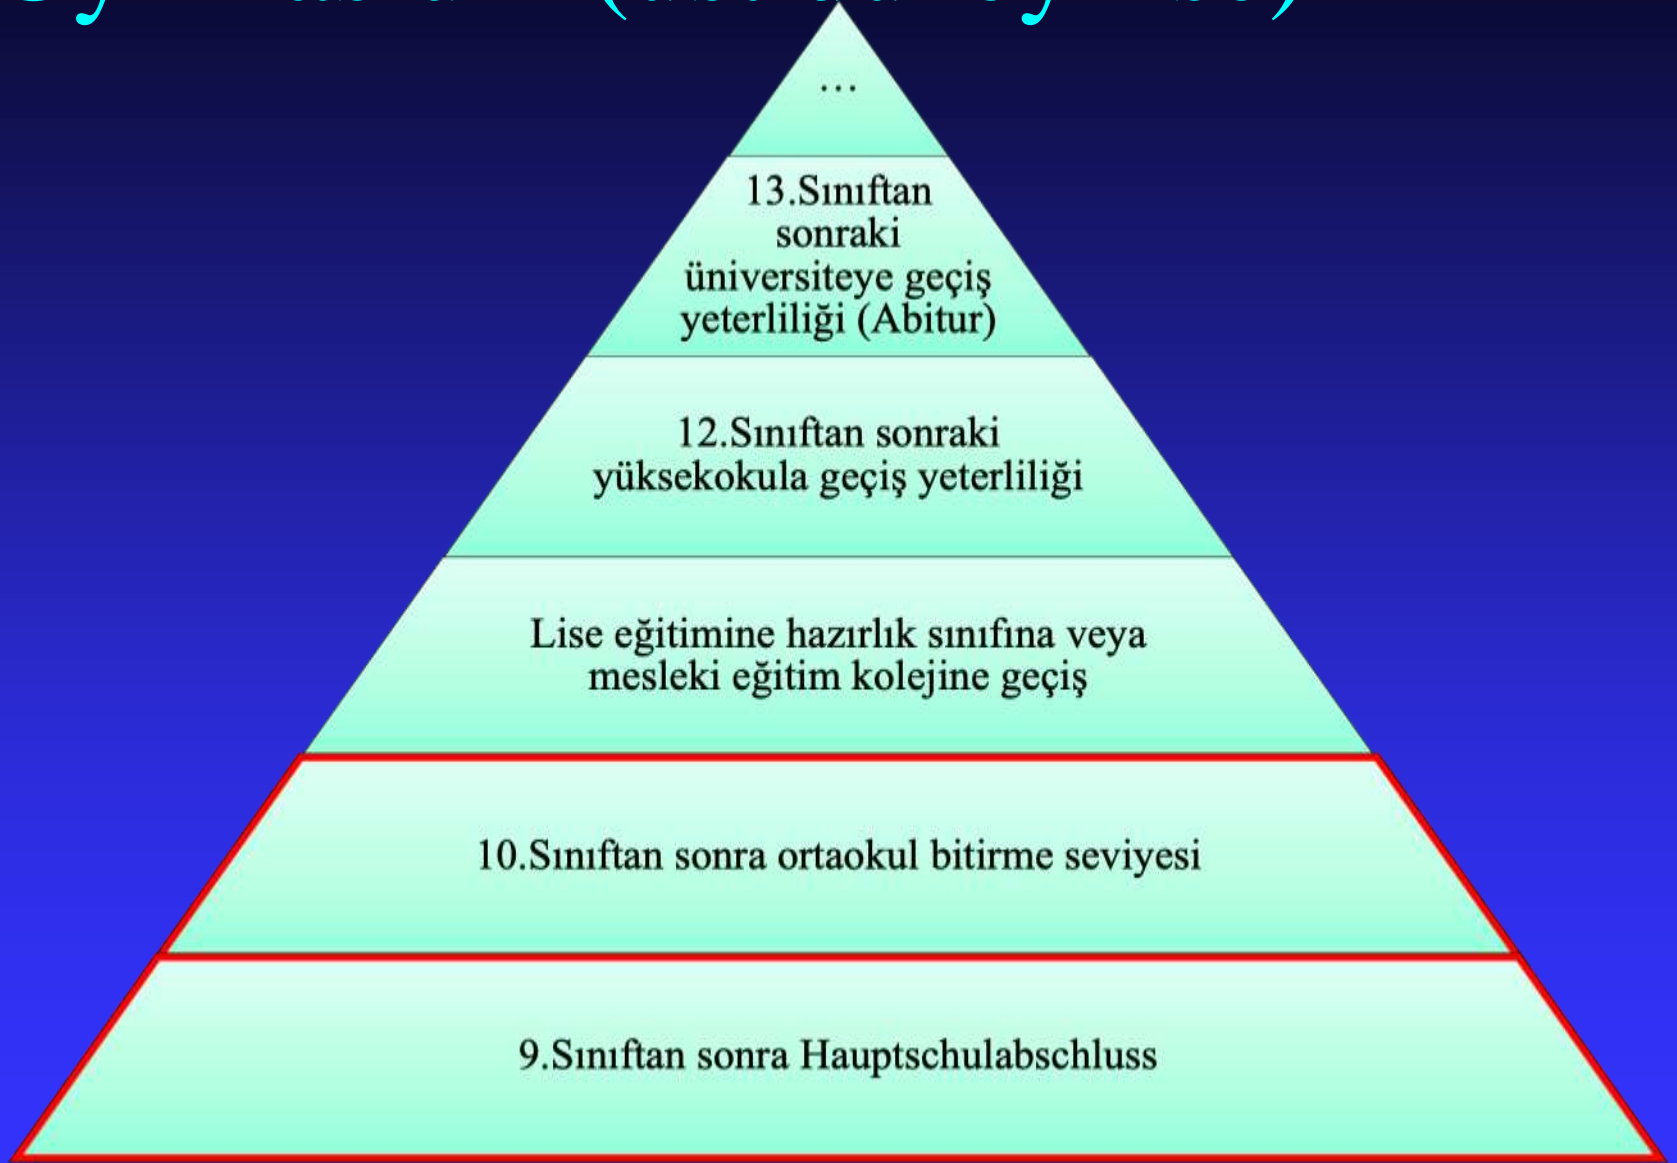 …
13.Sınıftan
sonraki
üniversiteye geçiş
yeterliliği (Abitur)
12.Sınıftan sonraki
yüksekokula geçiş yeterliliği
Lise eğitimine hazırlık sınıfına veya
mesleki eğitim kolejine geçiş
10.Sınıftan sonra ortaokul bitirme seviyesi
9.Sınıftan sonra Hauptschulabschluss